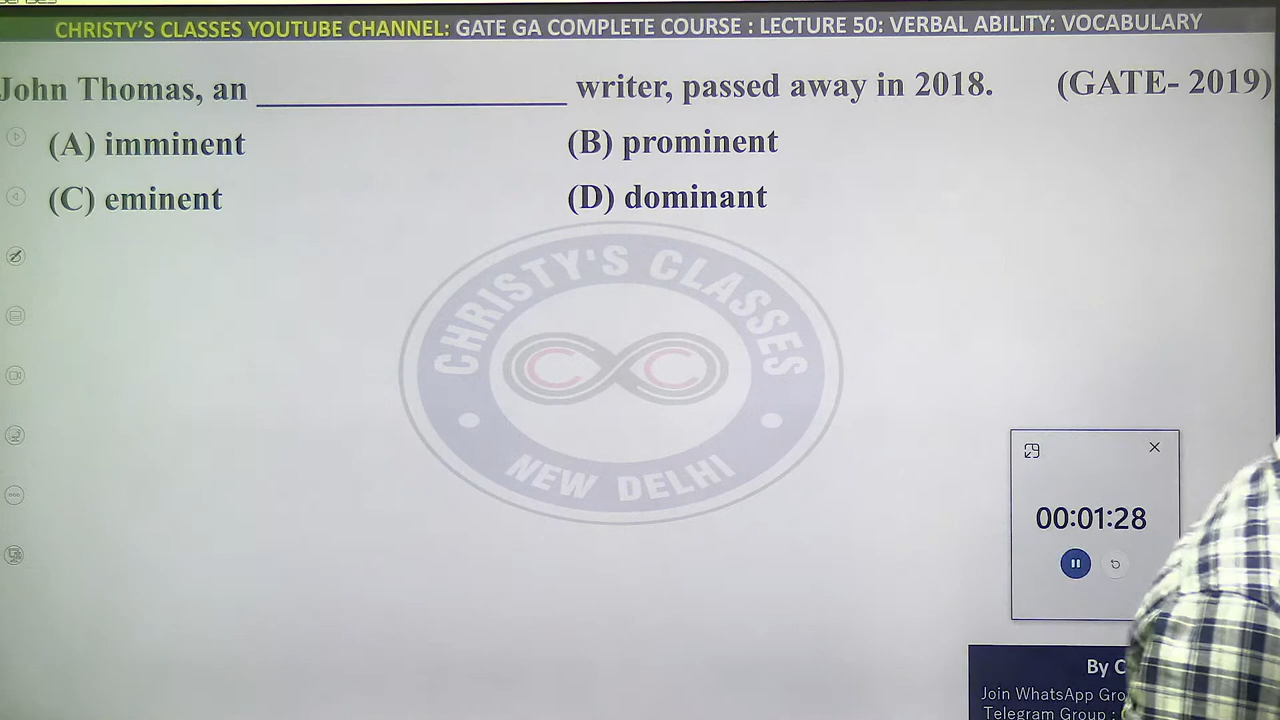 CHRISTY'S CLASSES YOUTUBE CHANNEL: GATE GA COMPLETE COURSE : LECTURE 50: VERBAL ABILITY: VOCABULARY
John Thomas, an ______ writer, passed away in 2018. (GATE- 2019)
(A) imminent (B) prominent
(C) eminent (D) dominant
CHRISTY'S CLASSES
CC
NEW DELHI
00:01:28
By C
Join WhatsApp Gro
Telegram Group :